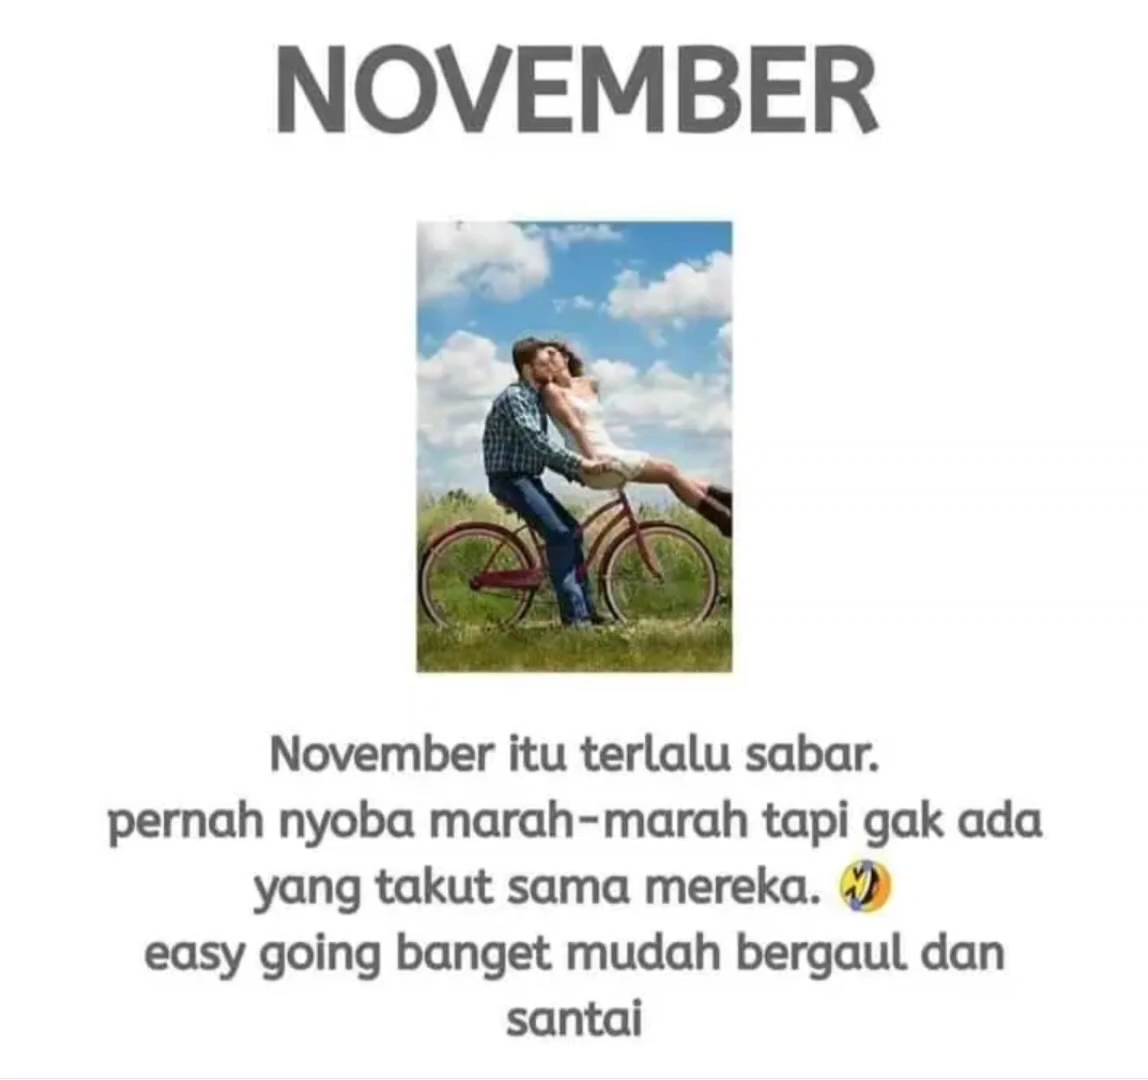 NOVEMBER
November itu terlalu sabar.
pernah nyoba marah-marah tapi gak ada
yang takut sama mereka. 🤣
easy going banget mudah bergaul dan
santai